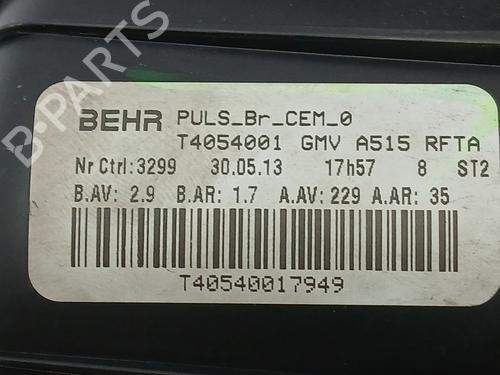 B-PARTS
BEHR PULS_Br_CEM_0
T4054001 GMV A515 RFTA
Nr Ctrl:3299 30.05.13 17h57 8 ST2
B.AV: 2.9 B.AR: 1.7 A.AV: 229 A.AR: 35
T40540017949